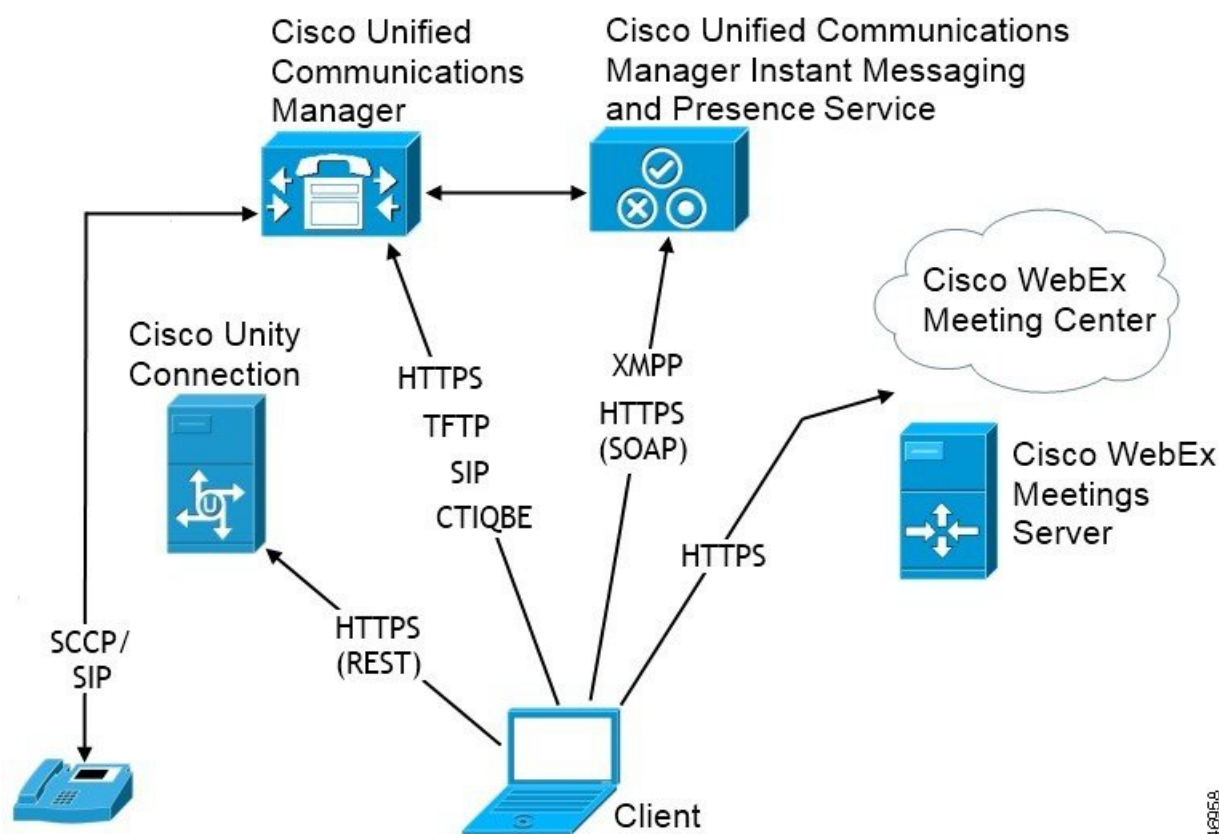 Cisco Unified
Communications
Manager
Cisco Unified Communications
Manager Instant Messaging
and Presence Service
Cisco WebEx
Meeting Center
Cisco Unity
Connection
HTTPS
TFTP
SIP
CTIQBE
XMPP
HTTPS
(SOAP)
Cisco WebEx
Meetings
Server
HTTPS
HTTPS
(REST)
SCCP/
SIP
U
Client